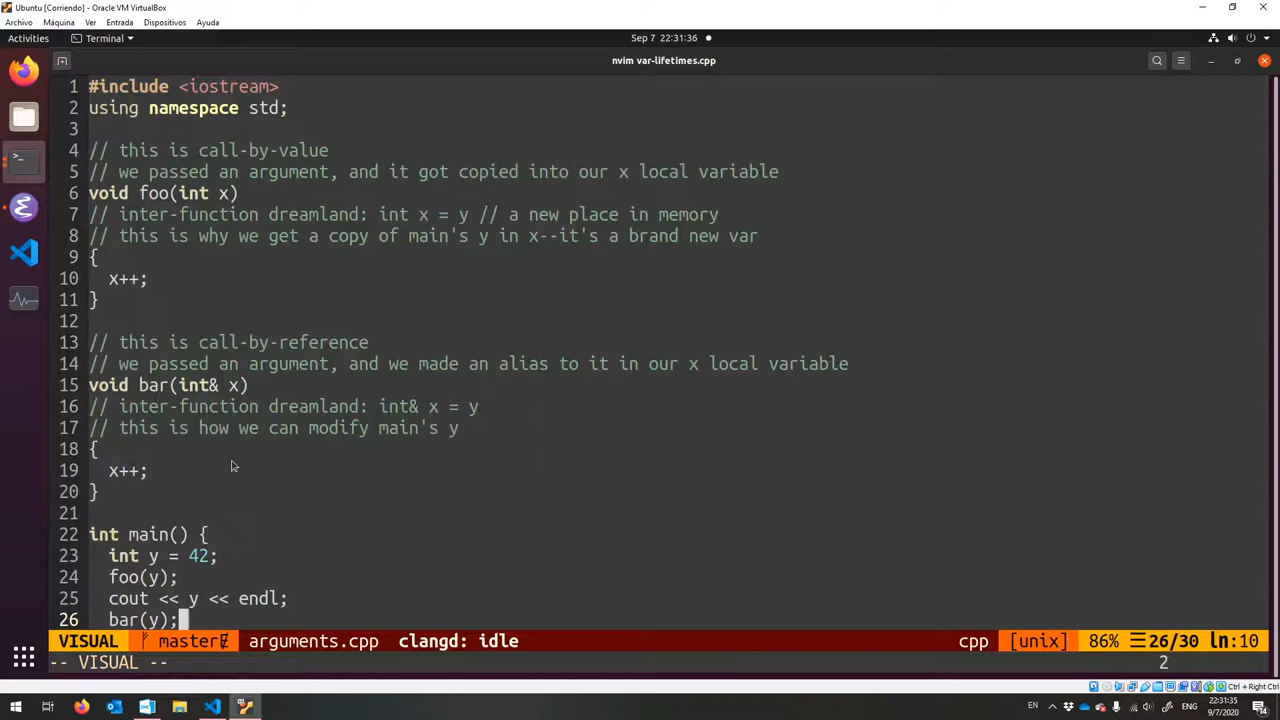 Ubuntu [Corriendo] - Oracle VM VirtualBox
Archivo Máquina Ver Entrada Dispositivos Ayuda
Activities Terminal Sep 7 22:31:36
nvim var-lifetimes.cpp
1 #include <iostream>
2 using namespace std;
3
4 // this is call-by-value
5 // we passed an argument, and it got copied into our x local variable
6 void foo(int x)
7 // inter-function dreamland: int x = y // a new place in memory
8 // this is why we get a copy of main's y in x--it's a brand new var
9 {
10 x++;
11 }
12
13 // this is call-by-reference
14 // we passed an argument, and we made an alias to it in our x local variable
15 void bar(int& x)
16 // inter-function dreamland: int& x = y
17 // this is how we can modify main's y
18 {
19 x++;
20 }
21
22 int main() {
23 int y = 42;
24 foo(y);
25 cout << y << endl;
26 bar(y);
VISUAL master arguments.cpp clangd: idle cpp [unix] 86% ☰26/30 ln:10
-- VISUAL -- 2
Ctrl + Right Ctrl
EN ENG 22:31:35
9/7/2020 14